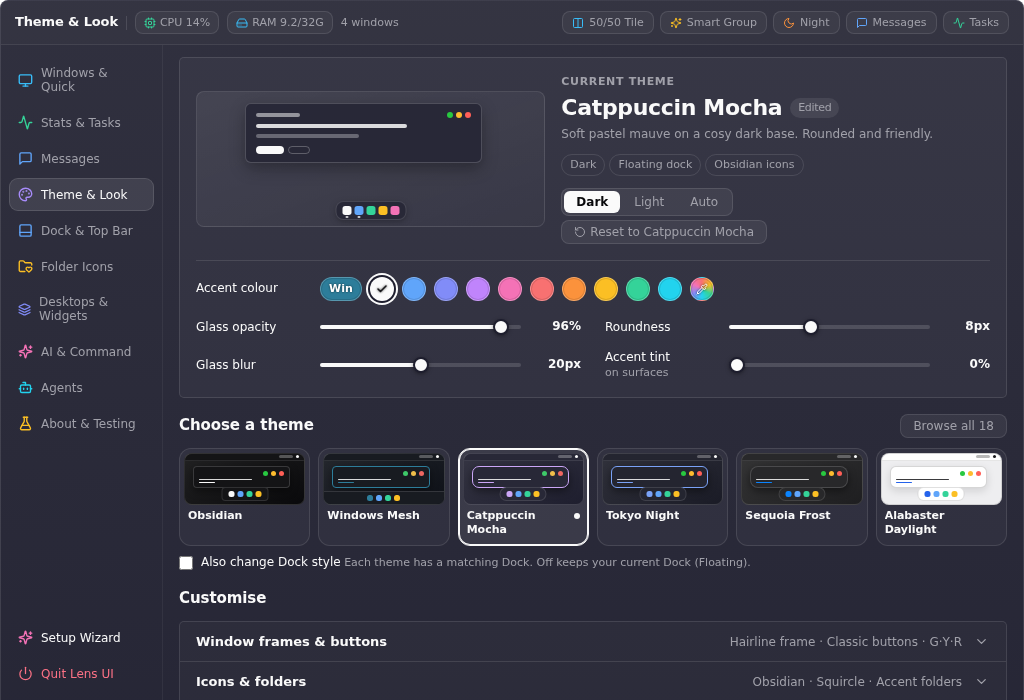 Theme & Look
CPU 14%
RAM 9.2/32G
4 windows
50/50 Tile
Smart Group
Night
Messages
Tasks
Windows &
Quick
Stats & Tasks
Messages
Theme & Look
Dock & Top Bar
Folder Icons
Desktops &
Widgets
AI & Command
Agents
About & Testing
Setup Wizard
Quit Lens UI
CURRENT THEME
Catppuccin Mocha
Edited
Soft pastel mauve on a cosy dark base. Rounded and friendly.
Dark
Floating dock
Obsidian icons
Dark
Light
Auto
Reset to Catppuccin Mocha
Accent colour
Win
Glass opacity
96%
Roundness
8px
Glass blur
20px
Accent tint
on surfaces
0%
Choose a theme
Browse all 18
Obsidian
Windows Mesh
Catppuccin
Mocha
Tokyo Night
Sequoia Frost
Alabaster
Daylight
Also change Dock style Each theme has a matching Dock. Off keeps your current Dock (Floating).
Customise
Window frames & buttons
Hairline frame · Classic buttons · G·Y·R
Icons & folders
Obsidian · Squircle · Accent folders